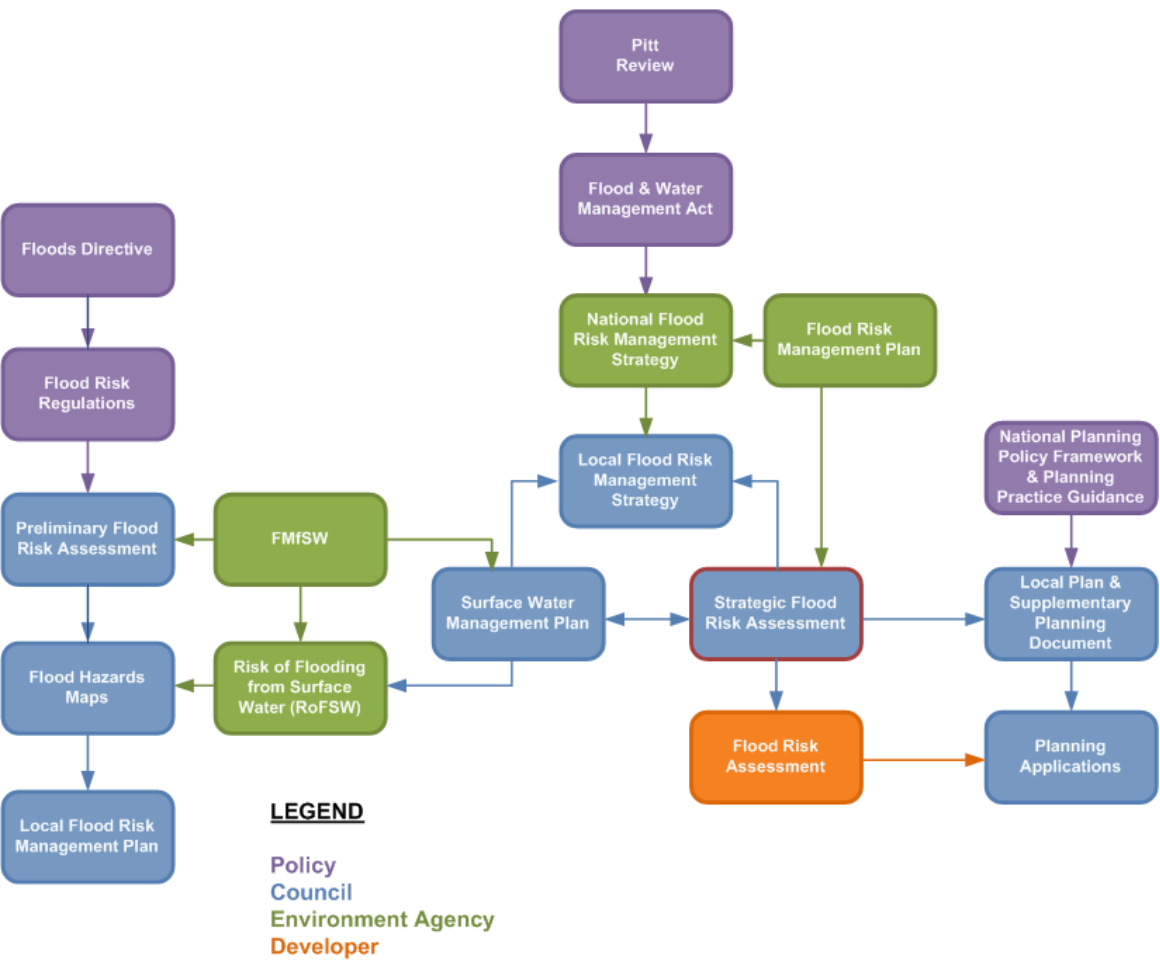 Pitt
Review
Flood & Water
Management Act
Floods Directive
National Flood
Risk Management
Strategy
Flood Risk
Management Plan
Flood Risk
Regulations
Local Flood Risk
Management
Strategy
National Planning
Policy Framework
& Planning
Practice Guidance
Preliminary Flood
Risk Assessment
FMfSW
Surface Water
Management Plan
Strategic Flood
Risk Assessment
Local Plan &
Supplementary
Planning
Document
Flood Hazards
Maps
Risk of Flooding
from Surface
Water (RoFSW)
Flood Risk
Assessment
Planning
Applications
Local Flood Risk
Management Plan
LEGEND
Policy
Council
Environment Agency
Developer